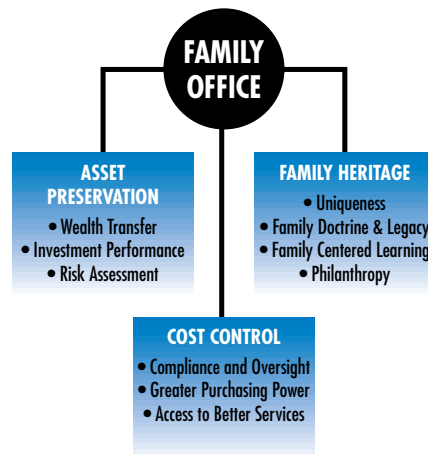 FAMILY
OFFICE
ASSET
PRESERVATION
• Wealth Transfer
• Investment Performance
• Risk Assessment
FAMILY HERITAGE
• Uniqueness
• Family Doctrine & Legacy
• Family Centered Learning
• Philanthropy
COST CONTROL
• Compliance and Oversight
• Greater Purchasing Power
• Access to Better Services